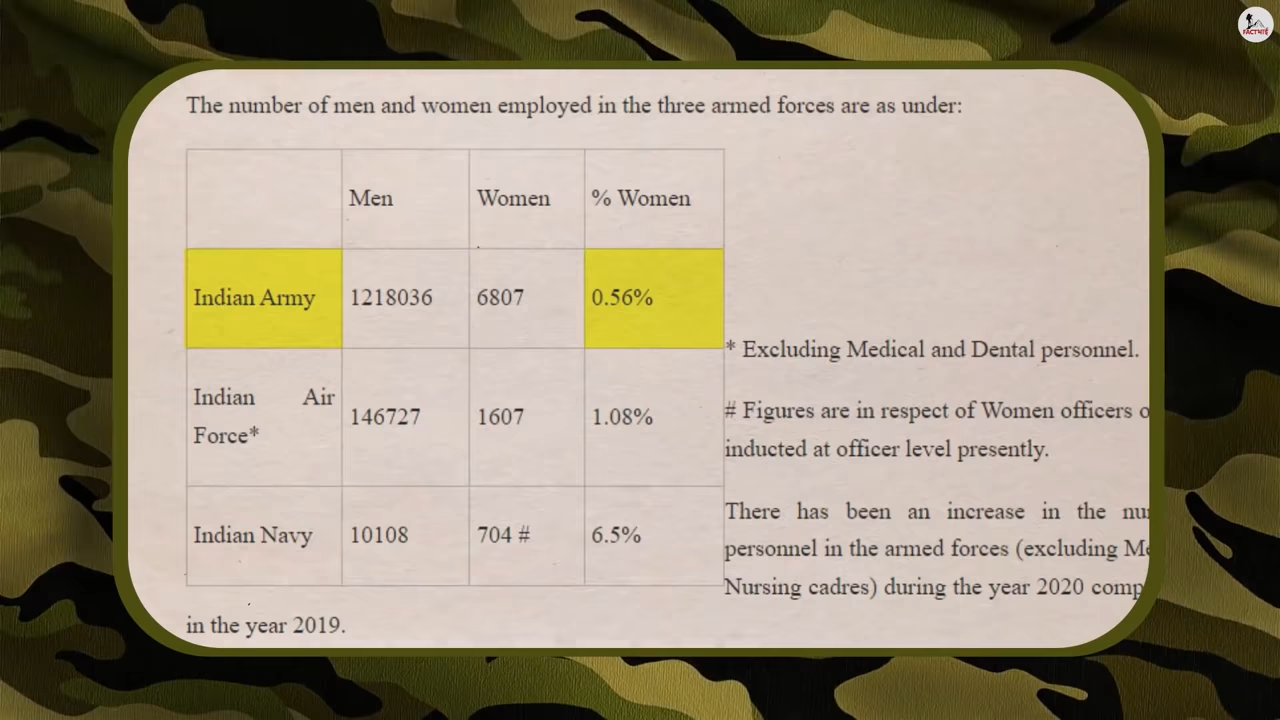 FACTVITE
The number of men and women employed in the three armed forces are as under:
Men Women % Women
Indian Army 1218036 6807 0.56%
Indian Air Force* 146727 1607 1.08%
Indian Navy 10108 704 # 6.5%
* Excluding Medical and Dental personnel.
# Figures are in respect of Women officers
inducted at officer level presently.
There has been an increase in the
personnel in the armed forces (excluding
Nursing cadres) during the year 2020
in the year 2019.